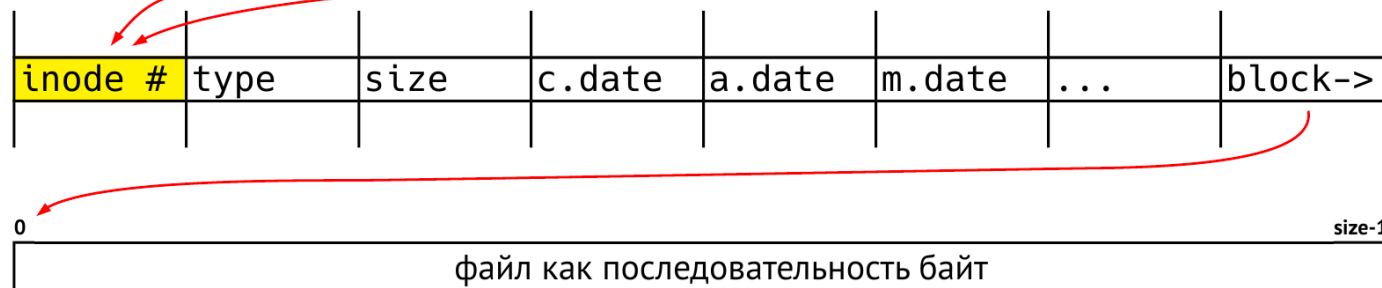 inode # type size c.date a.date m.date ... block->
0 size-1
файл как последовательность байт